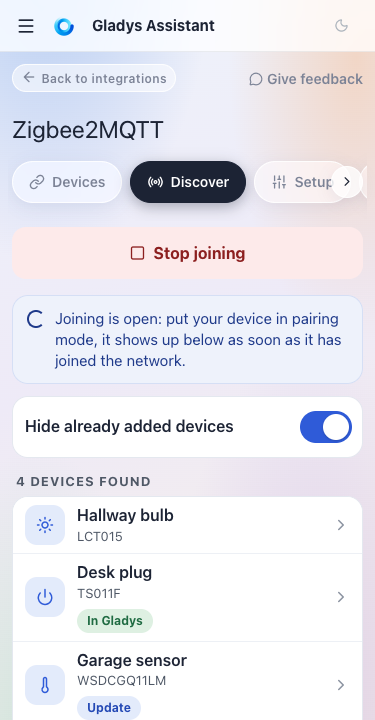 Gladys Assistant
Back to integrations
Give feedback
Zigbee2MQTT
Devices
Discover
Setup
Stop joining
Joining is open: put your device in pairing
mode, it shows up below as soon as it has
joined the network.
Hide already added devices
4 DEVICES FOUND
Hallway bulb
LCT015
Desk plug
TS011F
In Gladys
Garage sensor
WSDCGQ11LM
Update